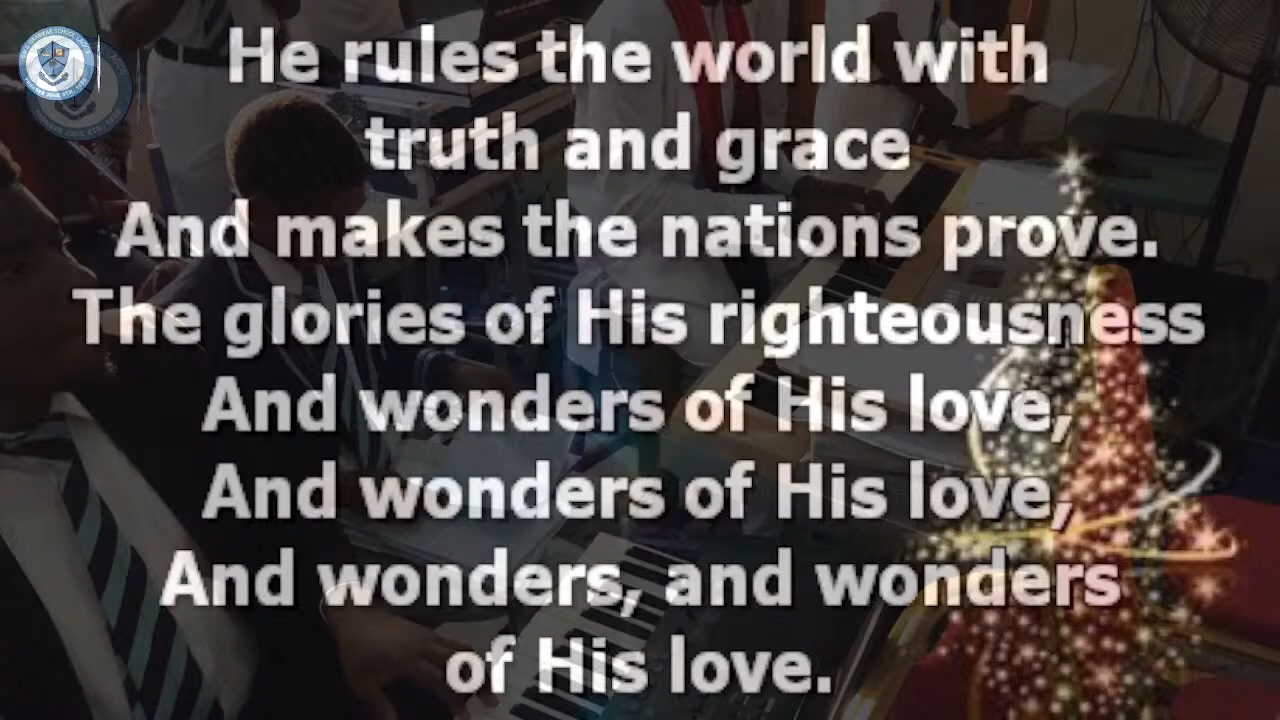 He rules the world with
truth and grace
And makes the nations prove.
The glories of His righteousness
And wonders of His love,
And wonders of His love,
And wonders, and wonders
of His love.